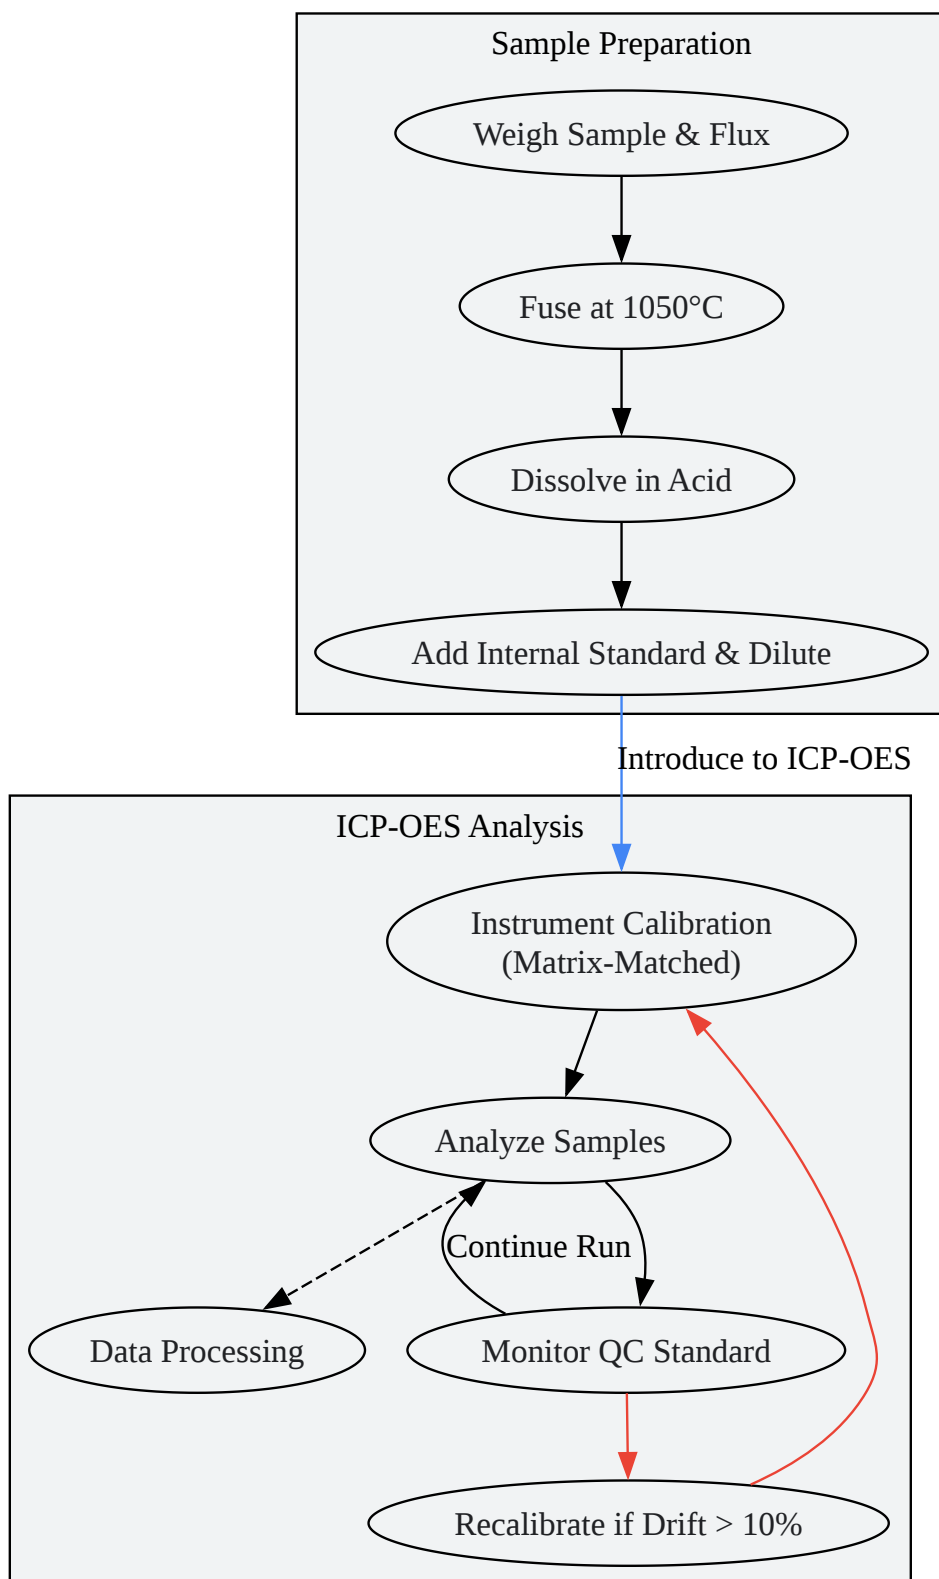 Sample Preparation
Weigh Sample & Flux
Fuse at 1050°C
Dissolve in Acid
Add Internal Standard & Dilute
Introduce to ICP-OES
ICP-OES Analysis
Instrument Calibration
(Matrix-Matched)
Analyze Samples
Continue Run
Data Processing
Monitor QC Standard
Recalibrate if Drift > 10%